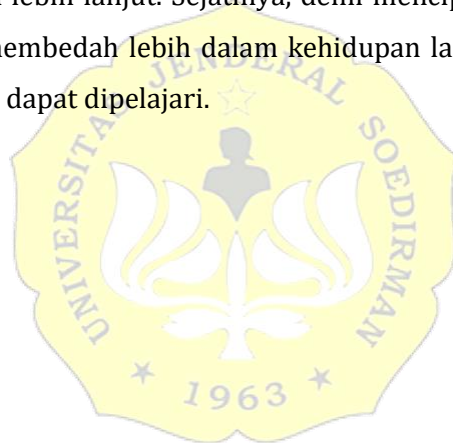 lebih lanjut. Sejatinya, demi
membedah lebih dalam kehidupan
dapat dipelajari.
UNIVERSITAS JENDERAL SOEDIRMAN
1963